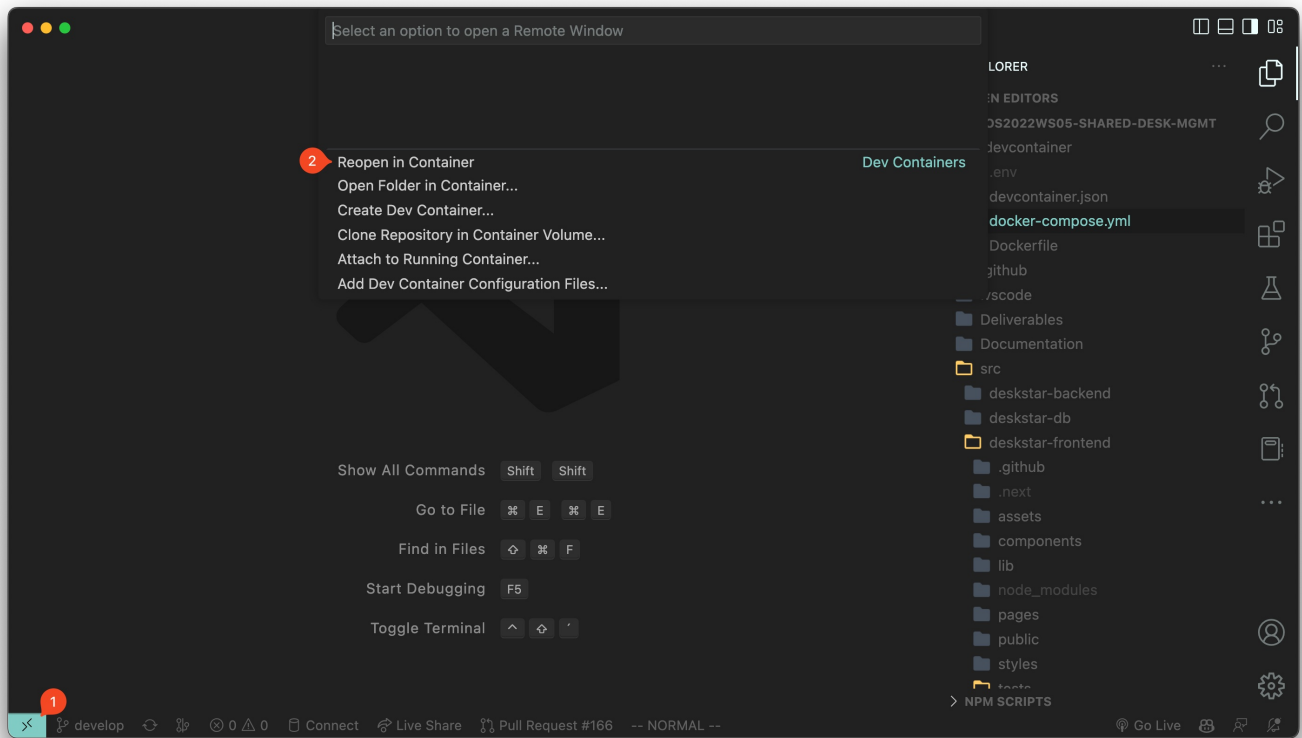 Select an option to open a Remote Window
2
Reopen in Container
Dev Containers
Open Folder in Container...
Create Dev Container...
Clone Repository in Container Volume...
Attach to Running Container...
Add Dev Container Configuration Files...
Show All Commands Shift Shift
Go to File ⌘ E ⌘ E
Find in Files ⇧ ⌘ F
Start Debugging F5
Toggle Terminal ^ ⇧ ´
LORER ...
EN EDITORS
OS2022WS05-SHARED-DESK-MGMT
devcontainer
.env
devcontainer.json
docker-compose.yml
Dockerfile
github
vscode
Deliverables
Documentation
src
deskstar-backend
deskstar-db
deskstar-frontend
.github
.next
assets
components
lib
node_modules
pages
public
styles
tests
NPM SCRIPTS
1
develop 0 0 Connect Live Share Pull Request #166 -- NORMAL -- Go Live